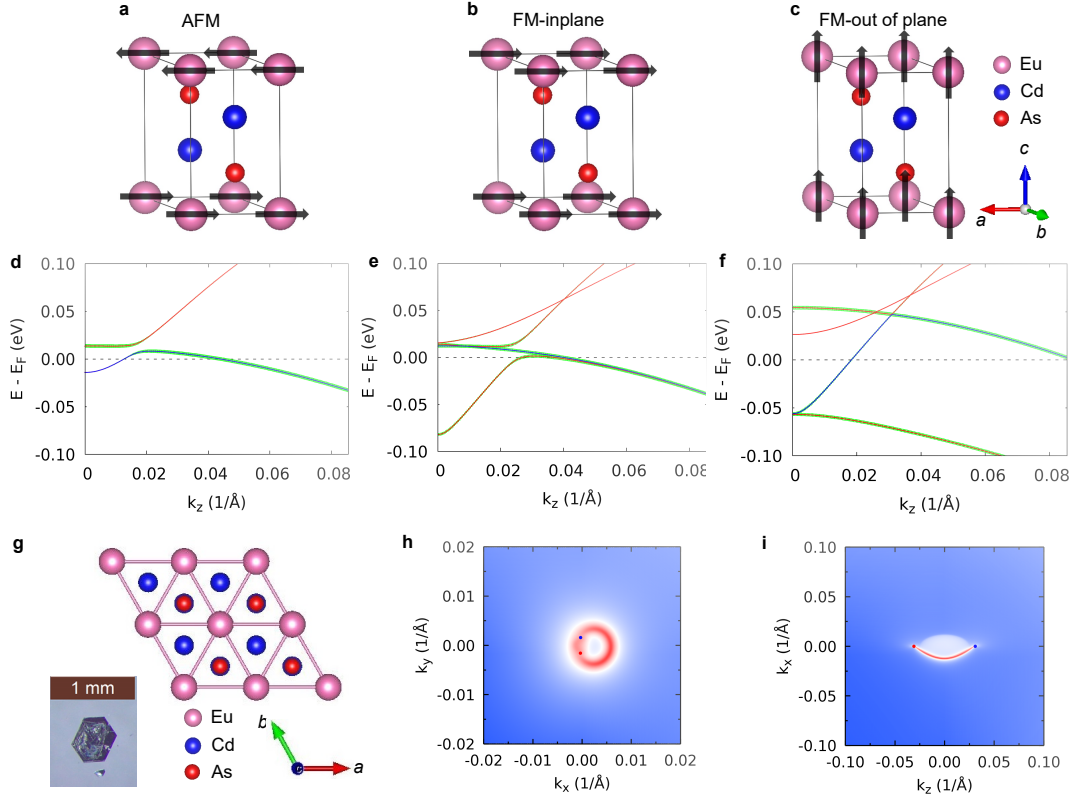 a
AFM
b
FM-inplane
c
FM-out of plane
Eu
Cd
As
c
a
b
d
0.10
0.05
0.00
-0.05
-0.10
E - E_F (eV)
0 0.02 0.04 0.06 0.08
k_z (1/Å)
e
0.10
0.05
0.00
-0.05
-0.10
E - E_F (eV)
0 0.02 0.04 0.06 0.08
k_z (1/Å)
f
0.10
0.05
0.00
-0.05
-0.10
E - E_F (eV)
0 0.02 0.04 0.06 0.08
k_z (1/Å)
g
1 mm
Eu
Cd
As
b
a
h
0.02
0.01
0.00
-0.01
-0.02
k_y (1/Å)
-0.02 -0.01 0.00 0.01 0.02
k_x (1/Å)
i
0.10
0.05
0.00
-0.05
-0.10
k_x (1/Å)
-0.10 -0.05 0.00 0.05 0.10
k_z (1/Å)